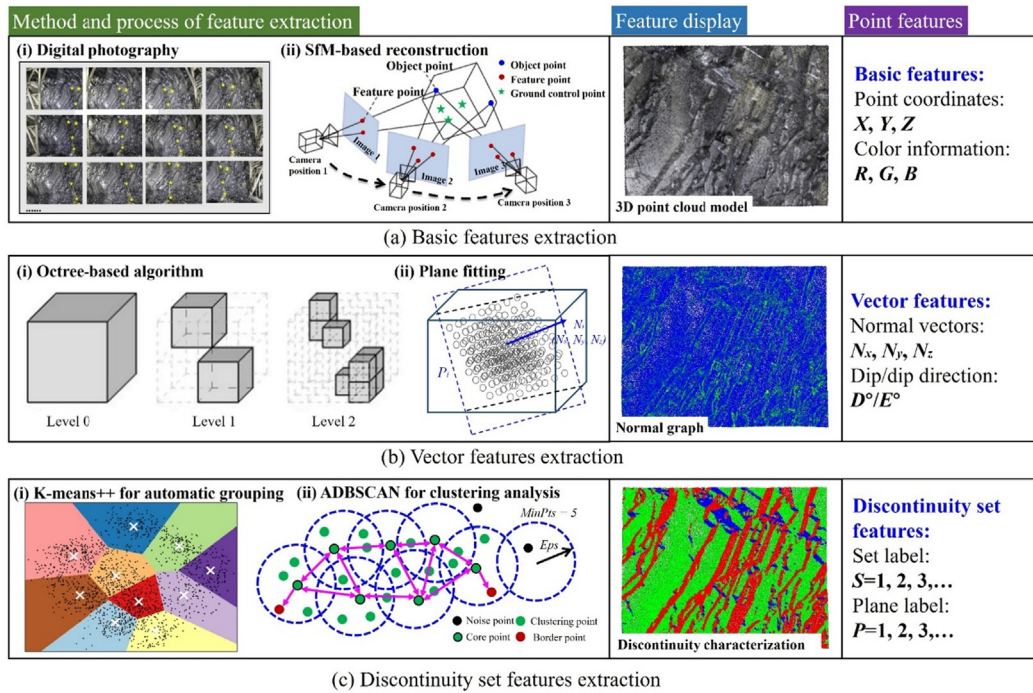 Method and process of feature extraction
Feature display
Point features
(i) Digital photography
(ii) SfM-based reconstruction
Object point
Feature point
Object point
Feature point
Ground control point
Image 1
Image 2
Image 3
Camera position 1
Camera position 2
Camera position 3
......
3D point cloud model
Basic features:
Point coordinates:
X, Y, Z
Color information:
R, G, B
(a) Basic features extraction
(i) Octree-based algorithm
(ii) Plane fitting
Level 0
Level 1
Level 2
Pi
Ni
(Nx, Ny, Nz)
Normal graph
Vector features:
Normal vectors:
Nx, Ny, Nz
Dip/dip direction:
D°/E°
(b) Vector features extraction
(i) K-means++ for automatic grouping
(ii) ADBSCAN for clustering analysis
MinPts = 5
Eps
Noise point
Clustering point
Core point
Border point
Discontinuity characterization
Discontinuity set
features:
Set label:
S=1, 2, 3,...
Plane label:
P=1, 2, 3,...
(c) Discontinuity set features extraction